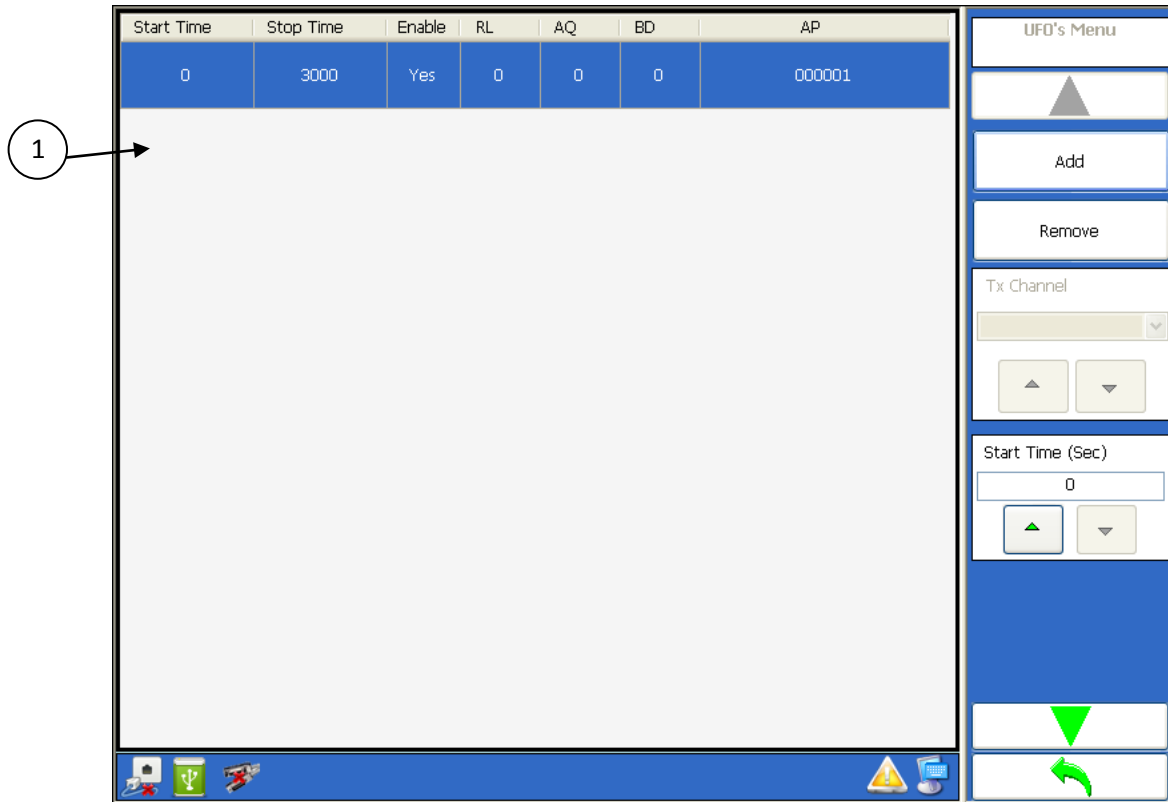 Start Time Stop Time Enable RL AQ BD AP
0 3000 Yes 0 0 0 000001
1
UFO's Menu
Add
Remove
Tx Channel
Start Time (Sec)
0